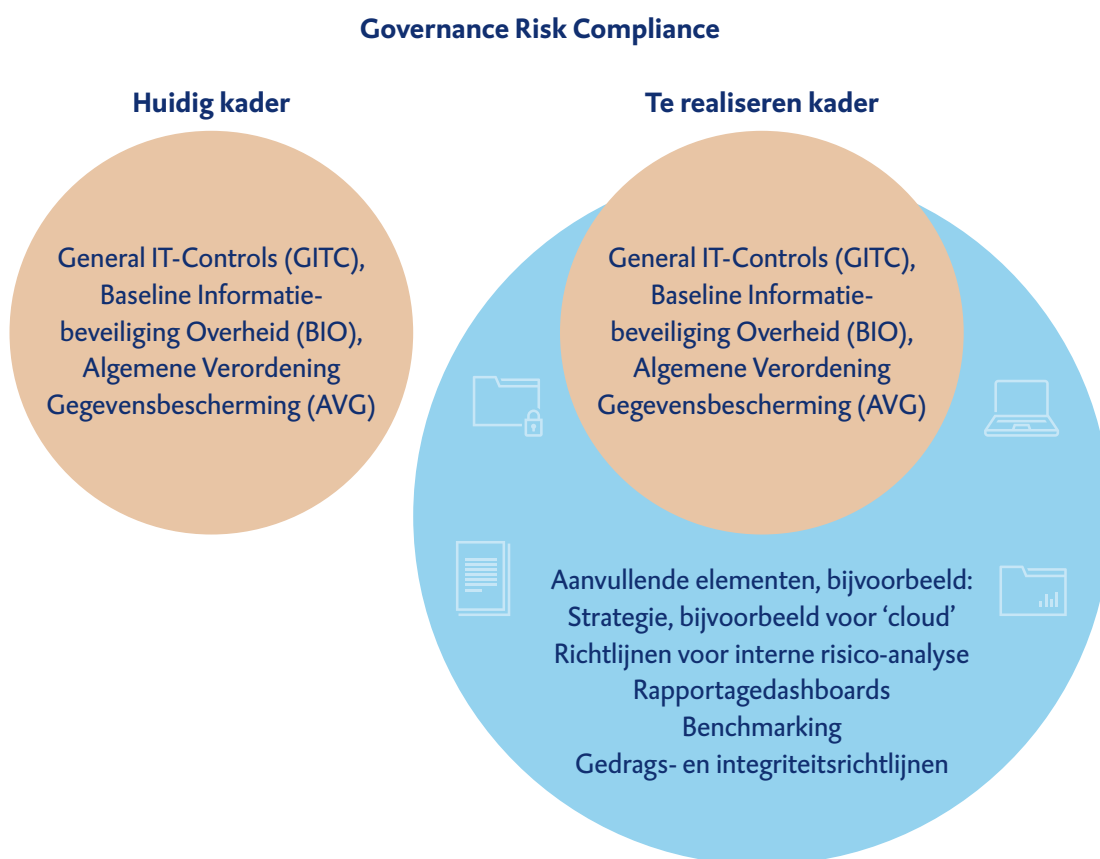 Governance Risk Compliance
Huidig kader
General IT-Controls (GITC),
Baseline Informatie-
beveiliging Overheid (BIO),
Algemene Verordening
Gegevensbescherming (AVG)
Te realiseren kader
General IT-Controls (GITC),
Baseline Informatie-
beveiliging Overheid (BIO),
Algemene Verordening
Gegevensbescherming (AVG)
Aanvullende elementen, bijvoorbeeld:
Strategie, bijvoorbeeld voor ‘cloud’
Richtlijnen voor interne risico-analyse
Rapportagedashboards
Benchmarking
Gedrags- en integriteitsrichtlijnen